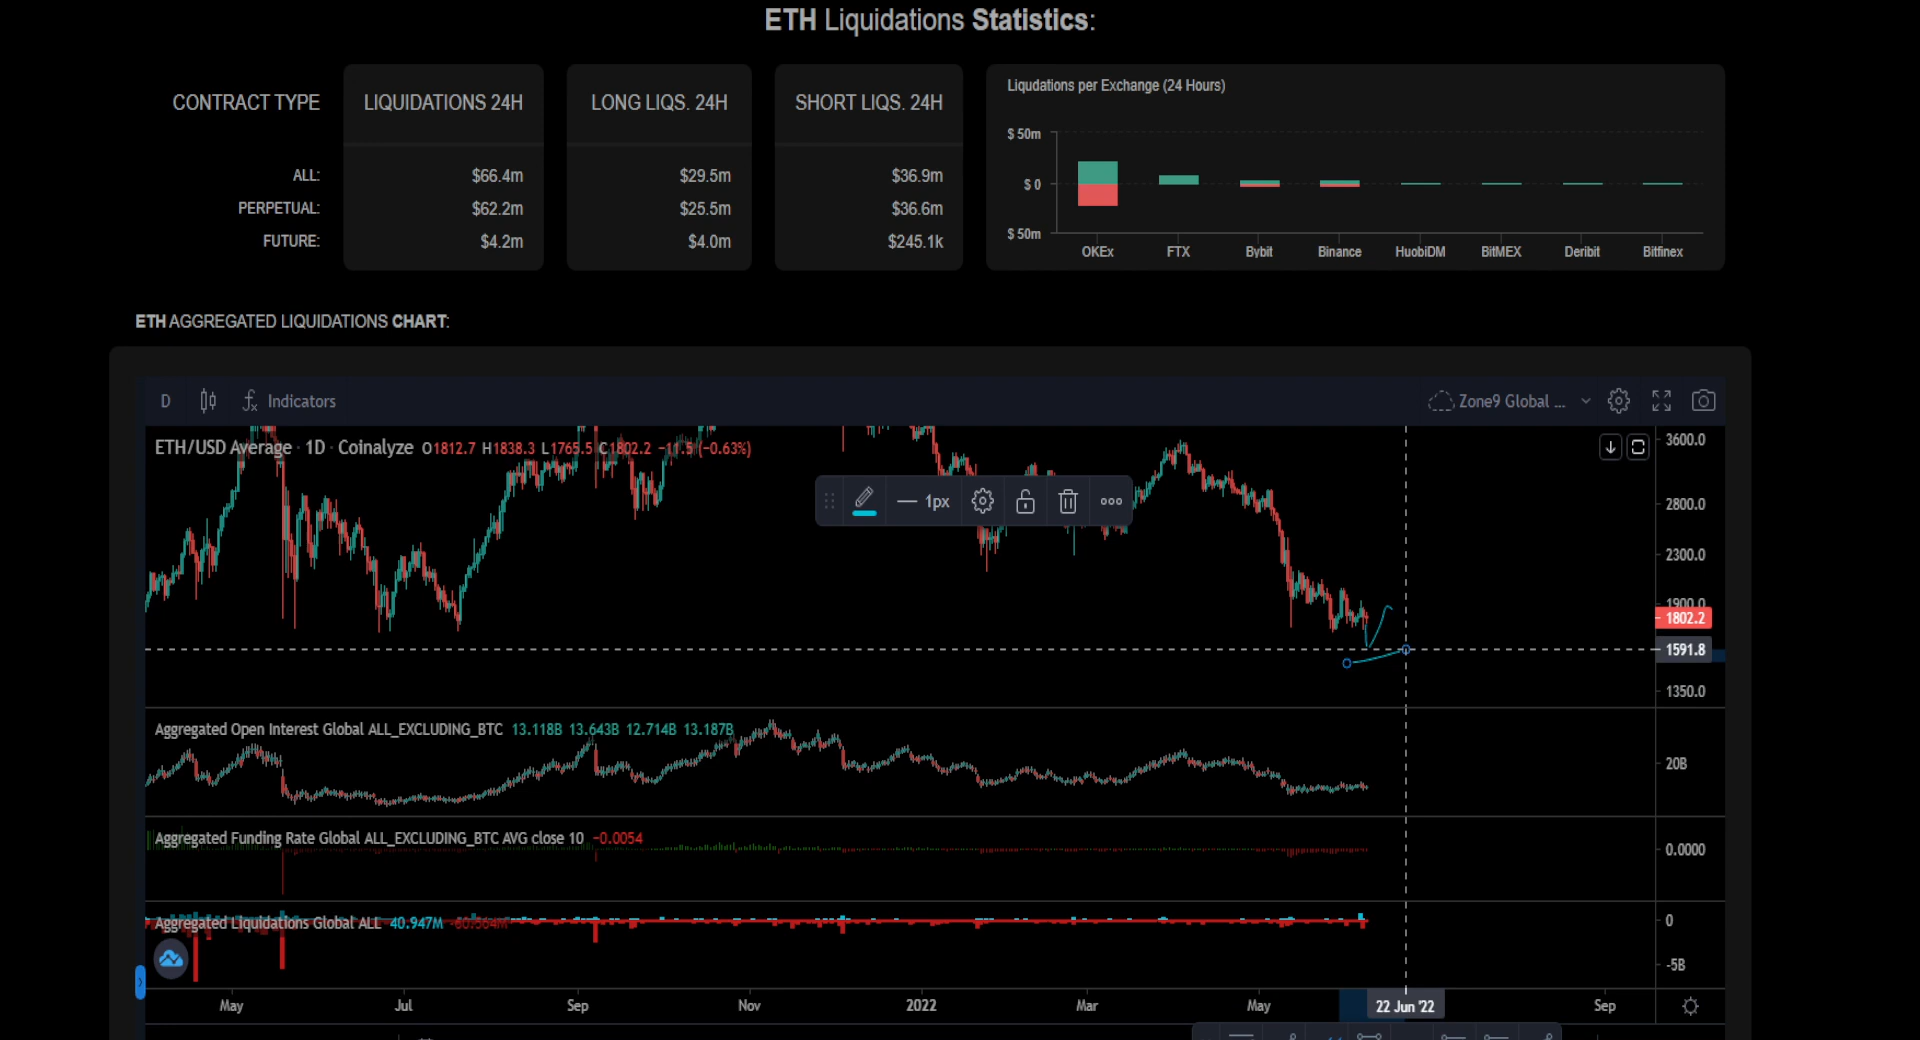 ETH Liquidations Statistics:
CONTRACT TYPE LIQUIDATIONS 24H LONG LIQS. 24H SHORT LIQS. 24H
ALL: $66.4m $29.5m $36.9m
PERPETUAL: $62.2m $25.5m $36.6m
FUTURE: $4.2m $4.0m $245.1k
Liqudations per Exchange (24 Hours)
$ 50m
$ 0
$ 50m
OKEx FTX Bybit Binance HuobiDM BitMEX Deribit Bitfinex
ETH AGGREGATED LIQUIDATIONS CHART:
D Indicators Zone9 Global ...
ETH/USD Average · 1D · Coinalyze O1812.7 H1838.3 L1765.5 C1802.2 (−0.63%)
1px
3600.0
2800.0
2300.0
1900.0
1802.2
1591.8
1350.0
Aggregated Open Interest Global ALL_EXCLUDING_BTC 13.118B 13.643B 12.714B 13.187B
20B
Aggregated Funding Rate Global ALL_EXCLUDING_BTC AVG close 10 −0.0054
0.0000
Aggregated Liquidations Global ALL 40.947M
0
-5B
May Jul Sep Nov 2022 Mar May 22 Jun '22 Sep